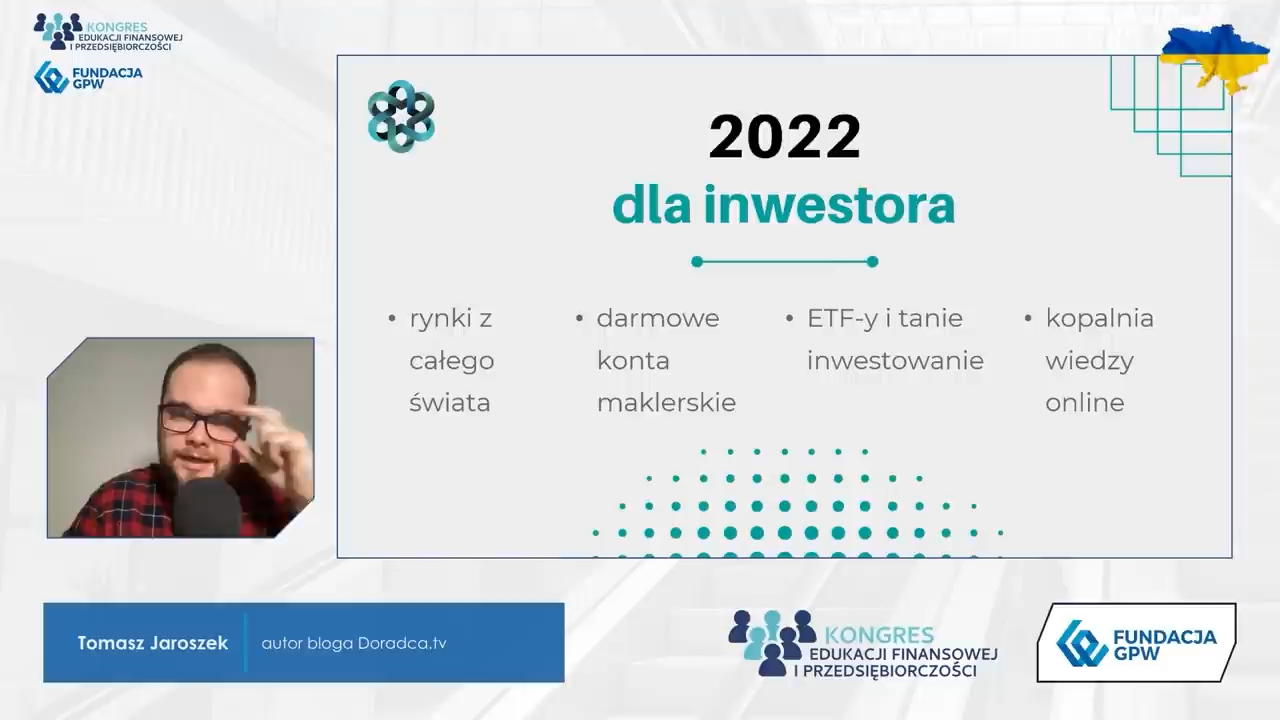 KONGRES
EDUKACJI FINANSOWEJ
I PRZEDSIĘBIORCZOŚCI
FUNDACJA
GPW
2022
dla inwestora
• rynki z
całego
świata
• darmowe
konta
maklerskie
• ETF-y i tanie
inwestowanie
• kopalnia
wiedzy
online
Tomasz Jaroszek
autor bloga Doradca.tv
KONGRES
EDUKACJI FINANSOWEJ
I PRZEDSIĘBIORCZOŚCI
FUNDACJA
GPW